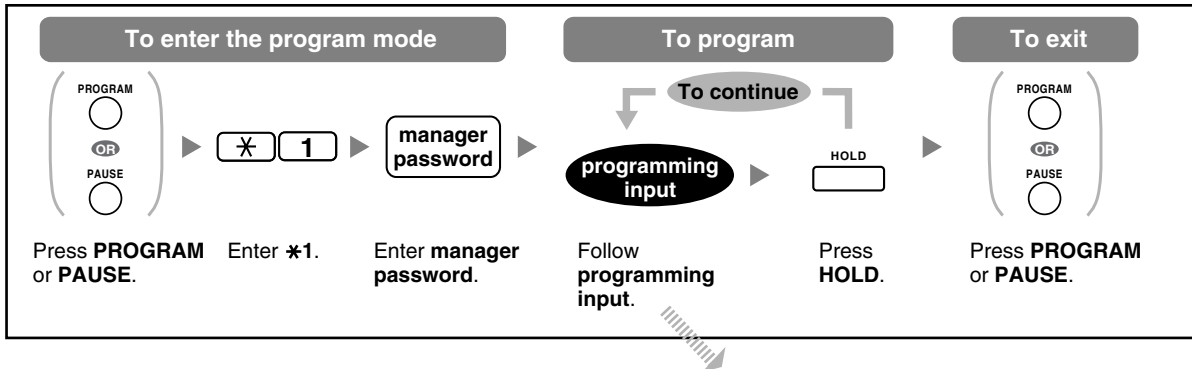 To enter the program mode
To program
To exit
PROGRAM
OR
PAUSE
✳ 1
manager
password
To continue
programming
input
HOLD
PROGRAM
OR
PAUSE
Press PROGRAM
or PAUSE.
Enter ✳1.
Enter manager
password.
Follow
programming
input.
Press
HOLD.
Press PROGRAM
or PAUSE.